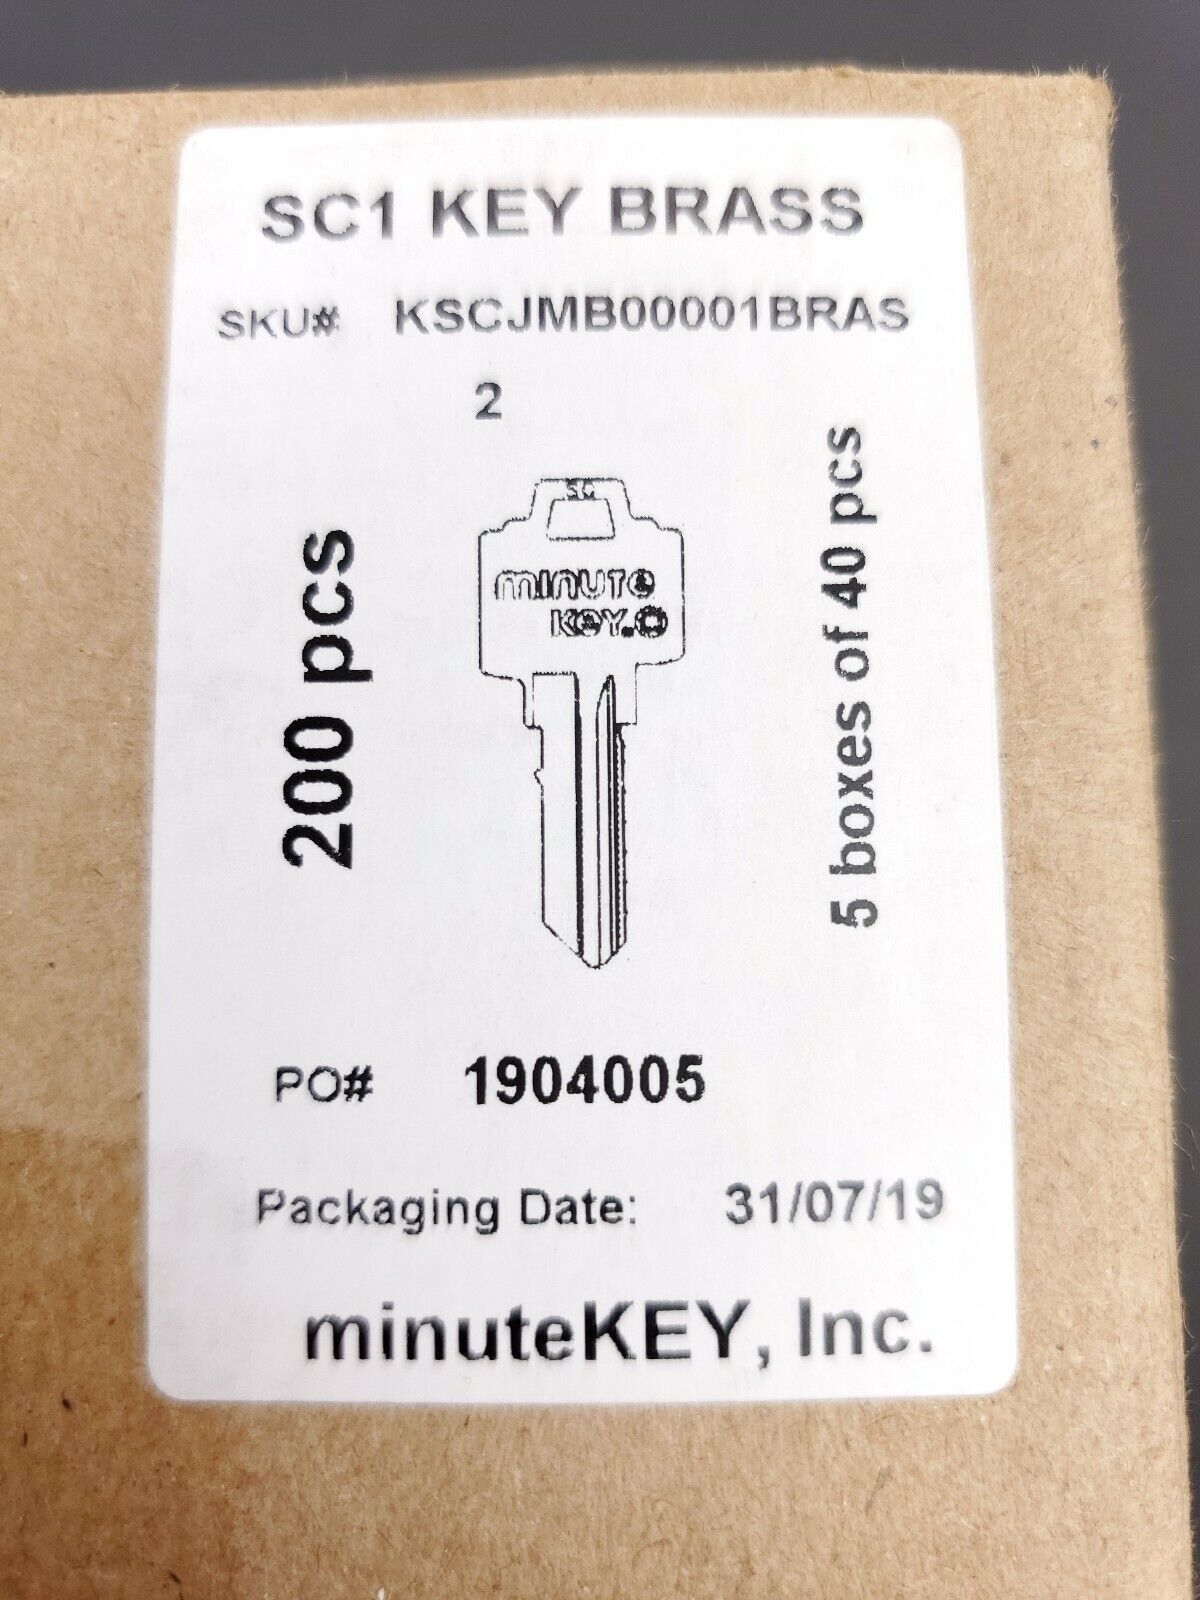 SC1 KEY BRASS
SKU# KSCJMB00001BRAS
2
200 pcs
minute
KEY.
5 boxes of 40 pcs
PO# 1904005
Packaging Date: 31/07/19
minuteKEY, Inc.